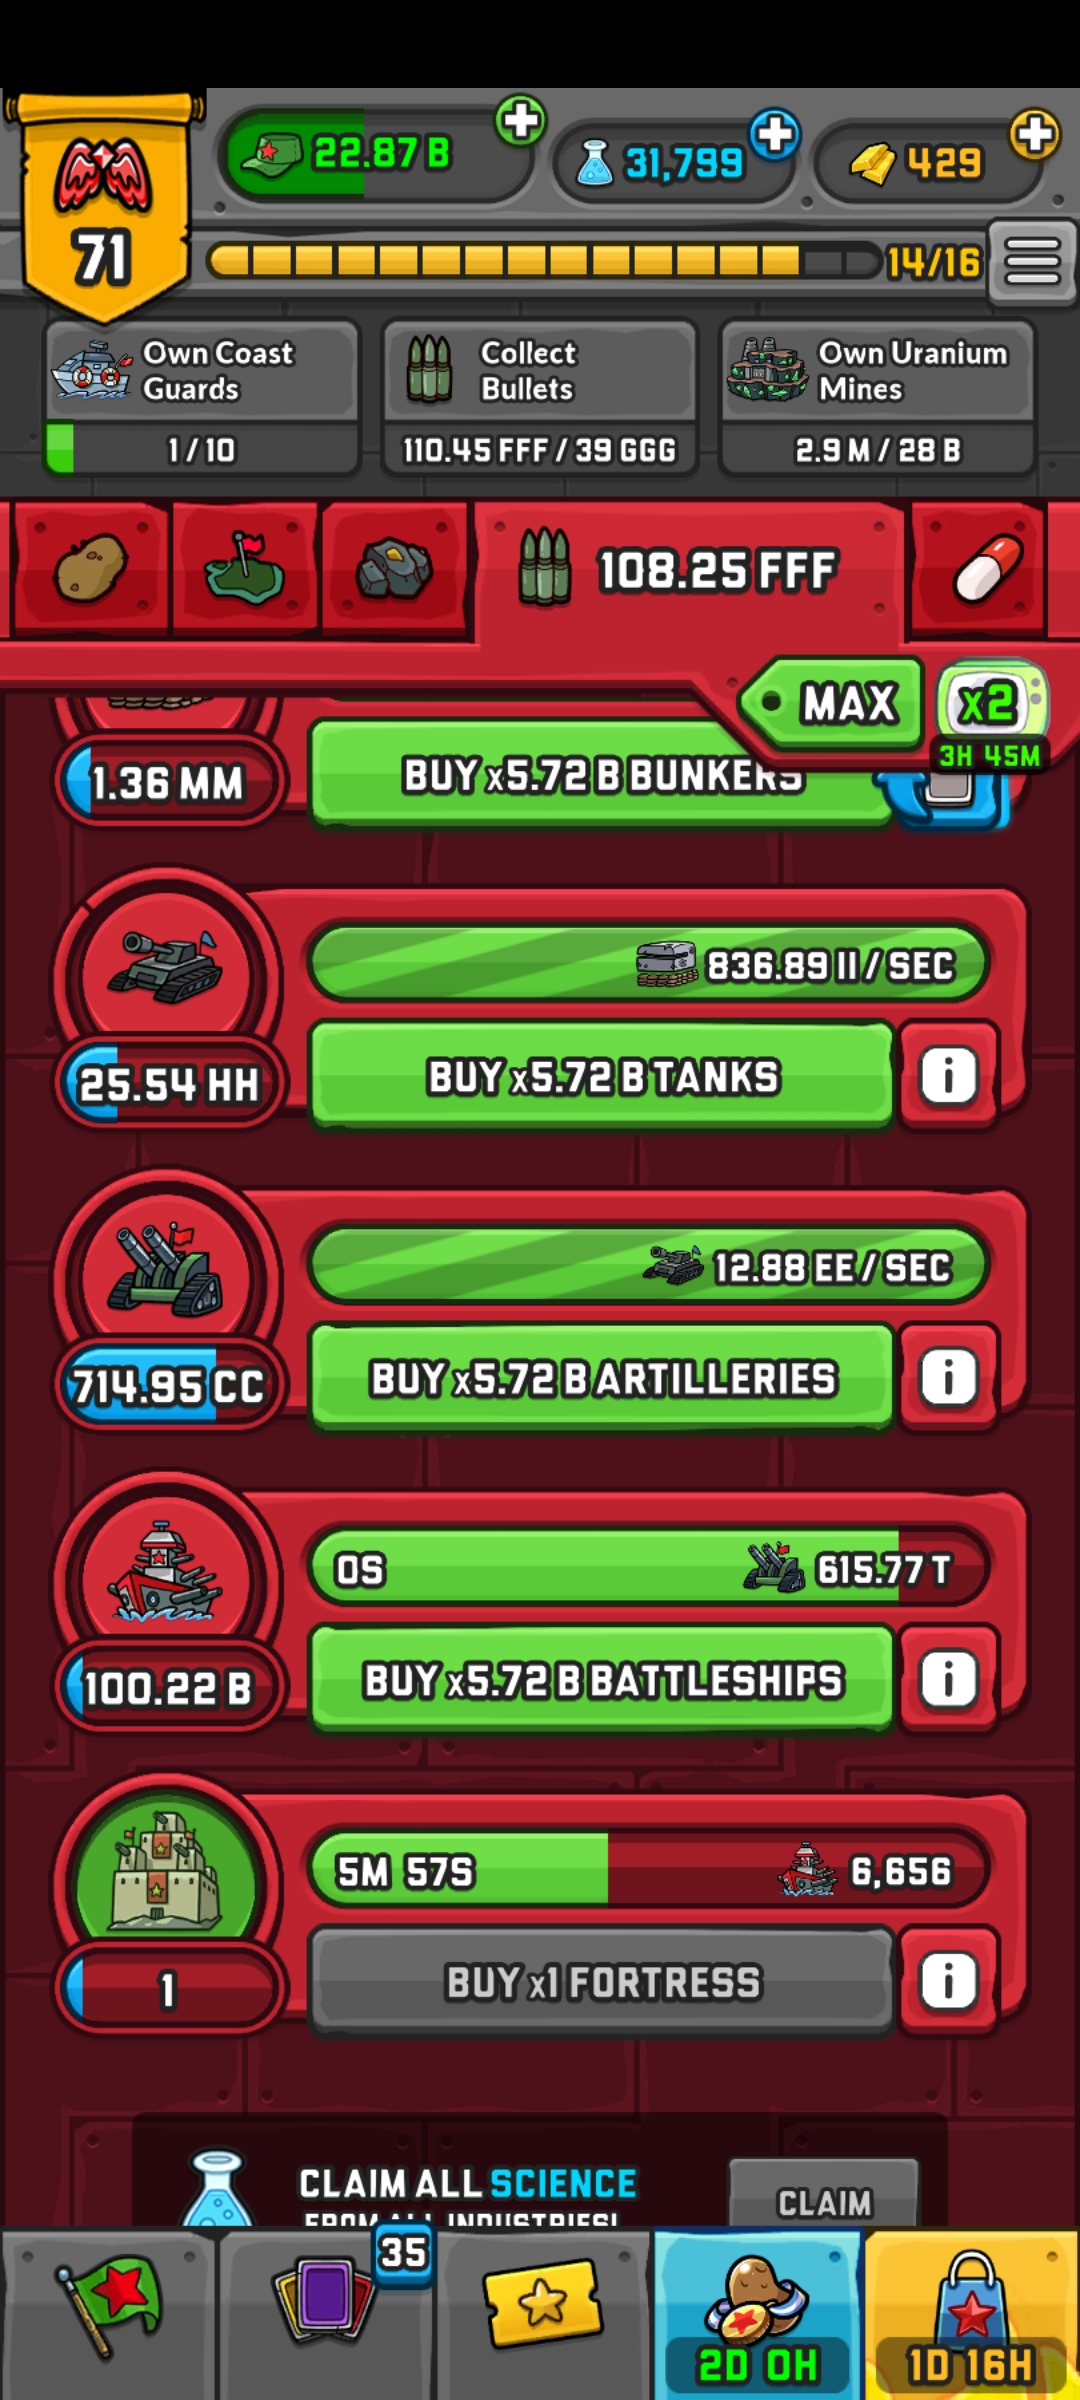 22.87 B
31,799
429
71
14/16
Own Coast
Guards
1/10
Collect
Bullets
110.45 FFF / 39 GGG
Own Uranium
Mines
2.9 M / 28 B
108.25 FFF
MAX
x2
3H 45M
1.36 MM
BUY x5.72 B BUNKERS
836.89 II / SEC
25.54 HH
BUY x5.72 B TANKS
i
12.88 EE / SEC
714.95 CC
BUY x5.72 B ARTILLERIES
i
0S
615.77 T
100.22 B
BUY x5.72 B BATTLESHIPS
i
5M 57S
6,656
1
BUY x1 FORTRESS
i
CLAIM ALL SCIENCE
FROM ALL INDUSTRIES!
CLAIM
35
2D 0H
1D 16H